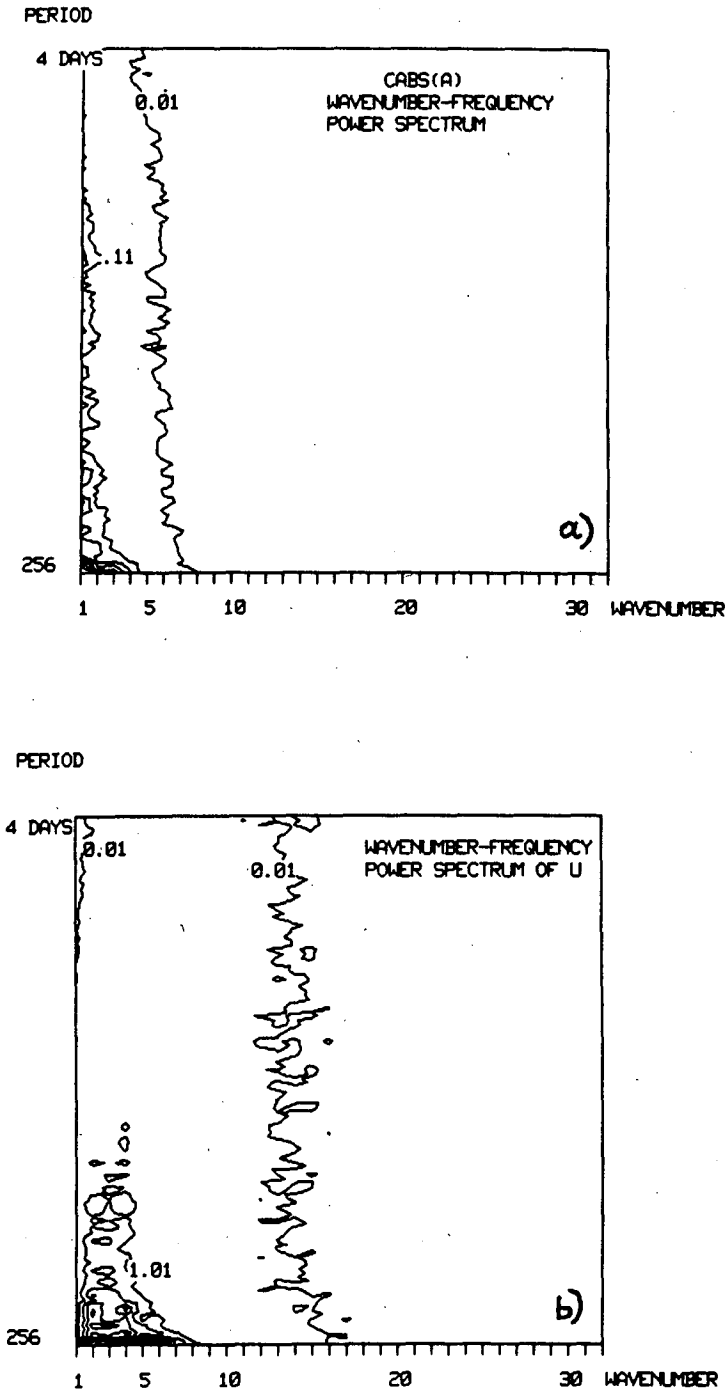 PERIOD
4 DAYS
CABS(A)
WAVENUMBER-FREQUENCY
POWER SPECTRUM
0.01
.11
a)
256
1 5 10 20 30 WAVENUMBER
PERIOD
4 DAYS
0.01
0.01
WAVENUMBER-FREQUENCY
POWER SPECTRUM OF U
1.01
b)
256
1 5 10 20 30 WAVENUMBER